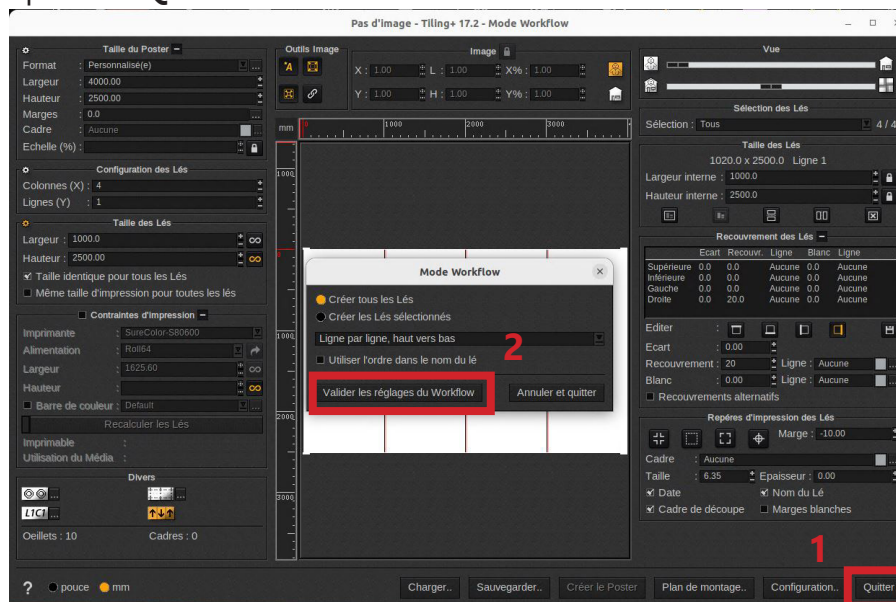 Pas d'image - Tiling+ 17.2 - Mode Workflow
Taille du Poster
Format : Personnalisé(e) ...
Largeur : 4000.00
Hauteur : 2500.00
Marges : 0.0 ...
Cadre : Aucune
Echelle (%) :
Configuration des Lés
Colonnes (X) : 4
Lignes (Y) : 1
Taille des Lés
Largeur : 1000.0
Hauteur : 2500.00
Taille identique pour tous les Lés
Même taille d'impression pour toutes les lés
Contraintes d'impression
Imprimante : SureColor-S80600
Alimentation : Roll64
Largeur : 1625.60
Hauteur :
Barre de couleur : Default ...
Recalculer les Lés
Imprimable :
Utilisation du Média :
Divers
L1C1 ...
Oeillets : 10 Cadres : 0
Outils Image
Image
X : 1.00 L : 1.00 X% : 1.00
Y : 1.00 H : 1.00 Y% : 1.00
mm 0 1000 2000 3000
1000
0
1000
2000
3000
Mode Workflow
Créer tous les Lés
Créer les Lés sélectionnés
Ligne par ligne, haut vers bas
2
Utiliser l'ordre dans le nom du lé
Valider les réglages du Workflow Annuler et quitter
Vue
Sélection des Lés
Sélection : Tous 4 / 4
Taille des Lés
1020.0 x 2500.0 Ligne 1
Largeur interne : 1000.0
Hauteur interne : 2500.0
Recouvrement des Lés
Ecart Recouvr. Ligne Blanc Ligne
Supérieure 0.0 0.0 Aucune 0.0 Aucune
Inférieure 0.0 0.0 Aucune 0.0 Aucune
Gauche 0.0 0.0 Aucune 0.0 Aucune
Droite 0.0 20.0 Aucune 0.0 Aucune
Editer :
Ecart : 0.00
Recouvrement : 20 Ligne : Aucune
Blanc : 0.00 Ligne : Aucune
Recouvrements alternatifs
Repéres d'impression des Lés
Marge : -10.00
Cadre : Aucune
Taille : 6.35 Epaisseur : 0.00
Date Nom du Lé
Cadre de découpe Marges blanches
1
? pouce mm Charger.. Sauvegarder.. Créer le Poster Plan de montage.. Configuration.. Quitter